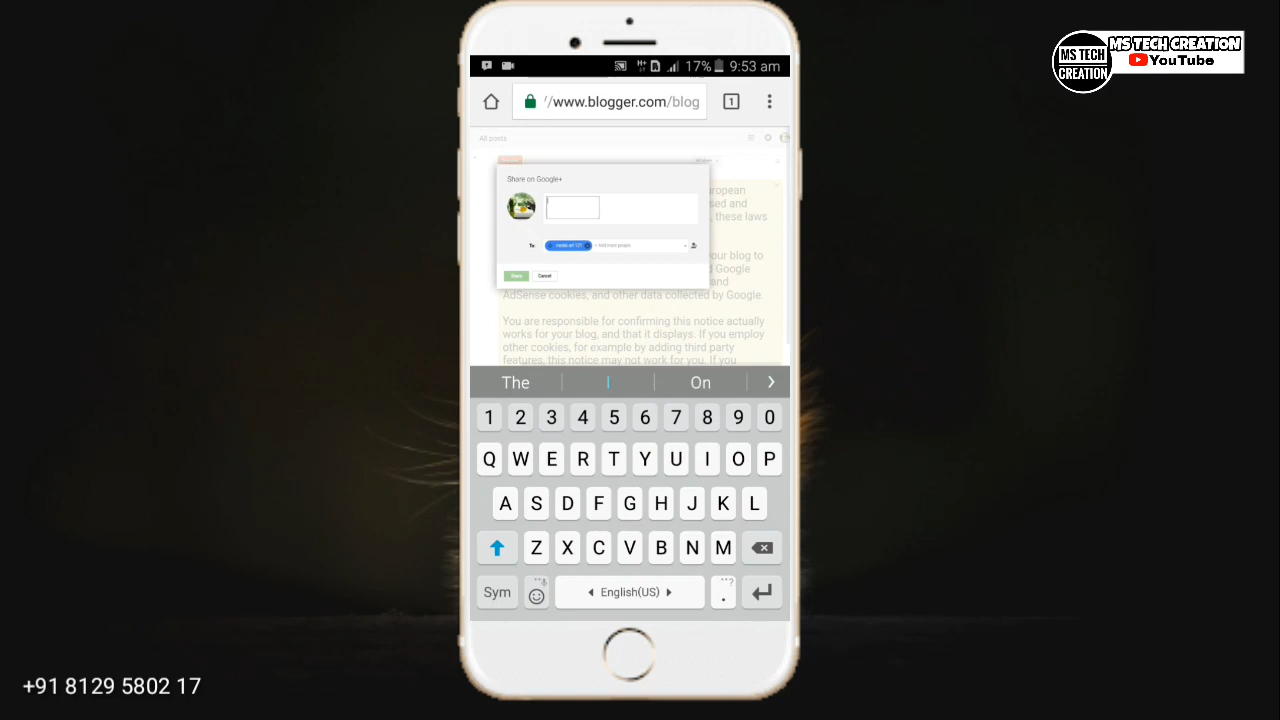 MS TECH CREATION
YouTube
MS TECH
CREATION
17% 9:53 am
//www.blogger.com/blog
1
All posts
Share on Google+
To:
+ Add more people
Share Cancel
uropean
sed and
, these laws
our blog to
d Google
and
AdSense cookies, and other data collected by Google.
You are responsible for confirming this notice actually
works for your blog, and that it displays. If you employ
other cookies, for example by adding third party
features, this notice may not work for you. If you
The I On
1 2 3 4 5 6 7 8 9 0
Q W E R T Y U I O P
A S D F G H J K L
Z X C V B N M
Sym English(US) . ?
+91 8129 5802 17